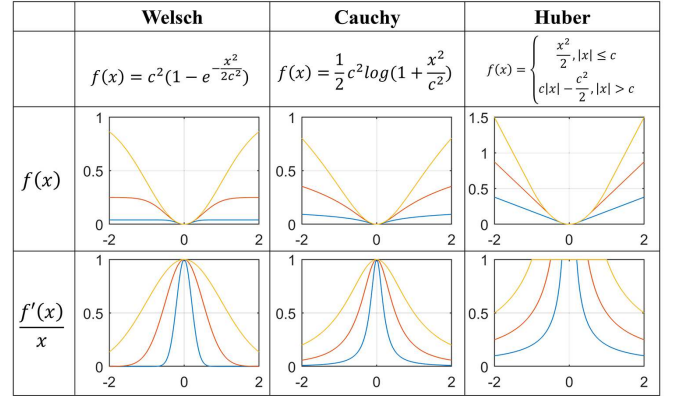 Welsch Cauchy Huber
f(x) = c²(1 − e^{−x²/2c²}) f(x) = 1/2 c² log(1 + x²/c²) f(x) = { x²/2, |x| ≤ c
c|x| − c²/2, |x| > c
f(x)
1
0.5
0
-2 0 2
1
0.5
0
-2 0 2
1.5
1
0.5
0
-2 0 2
f′(x)/x
1
0.5
0
-2 0 2
1
0.5
0
-2 0 2
1
0.5
0
-2 0 2